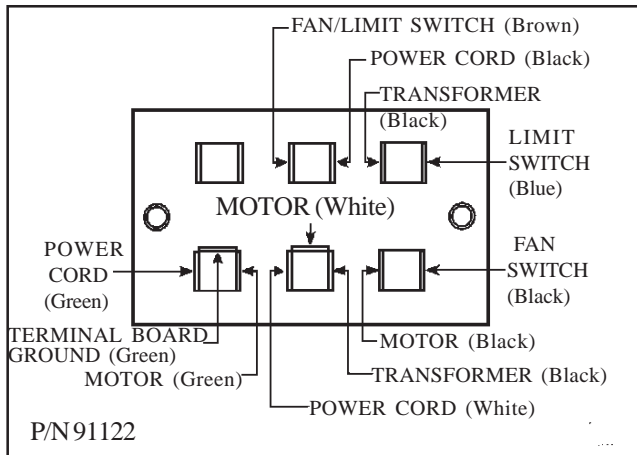 FAN/LIMIT SWITCH (Brown)
POWER CORD (Black)
TRANSFORMER
(Black)
LIMIT
SWITCH
(Blue)
MOTOR (White)
POWER
CORD
(Green)
FAN
SWITCH
(Black)
TERMINAL BOARD
GROUND (Green)
MOTOR (Black)
MOTOR (Green)
TRANSFORMER (Black)
POWER CORD (White)
P/N 91122